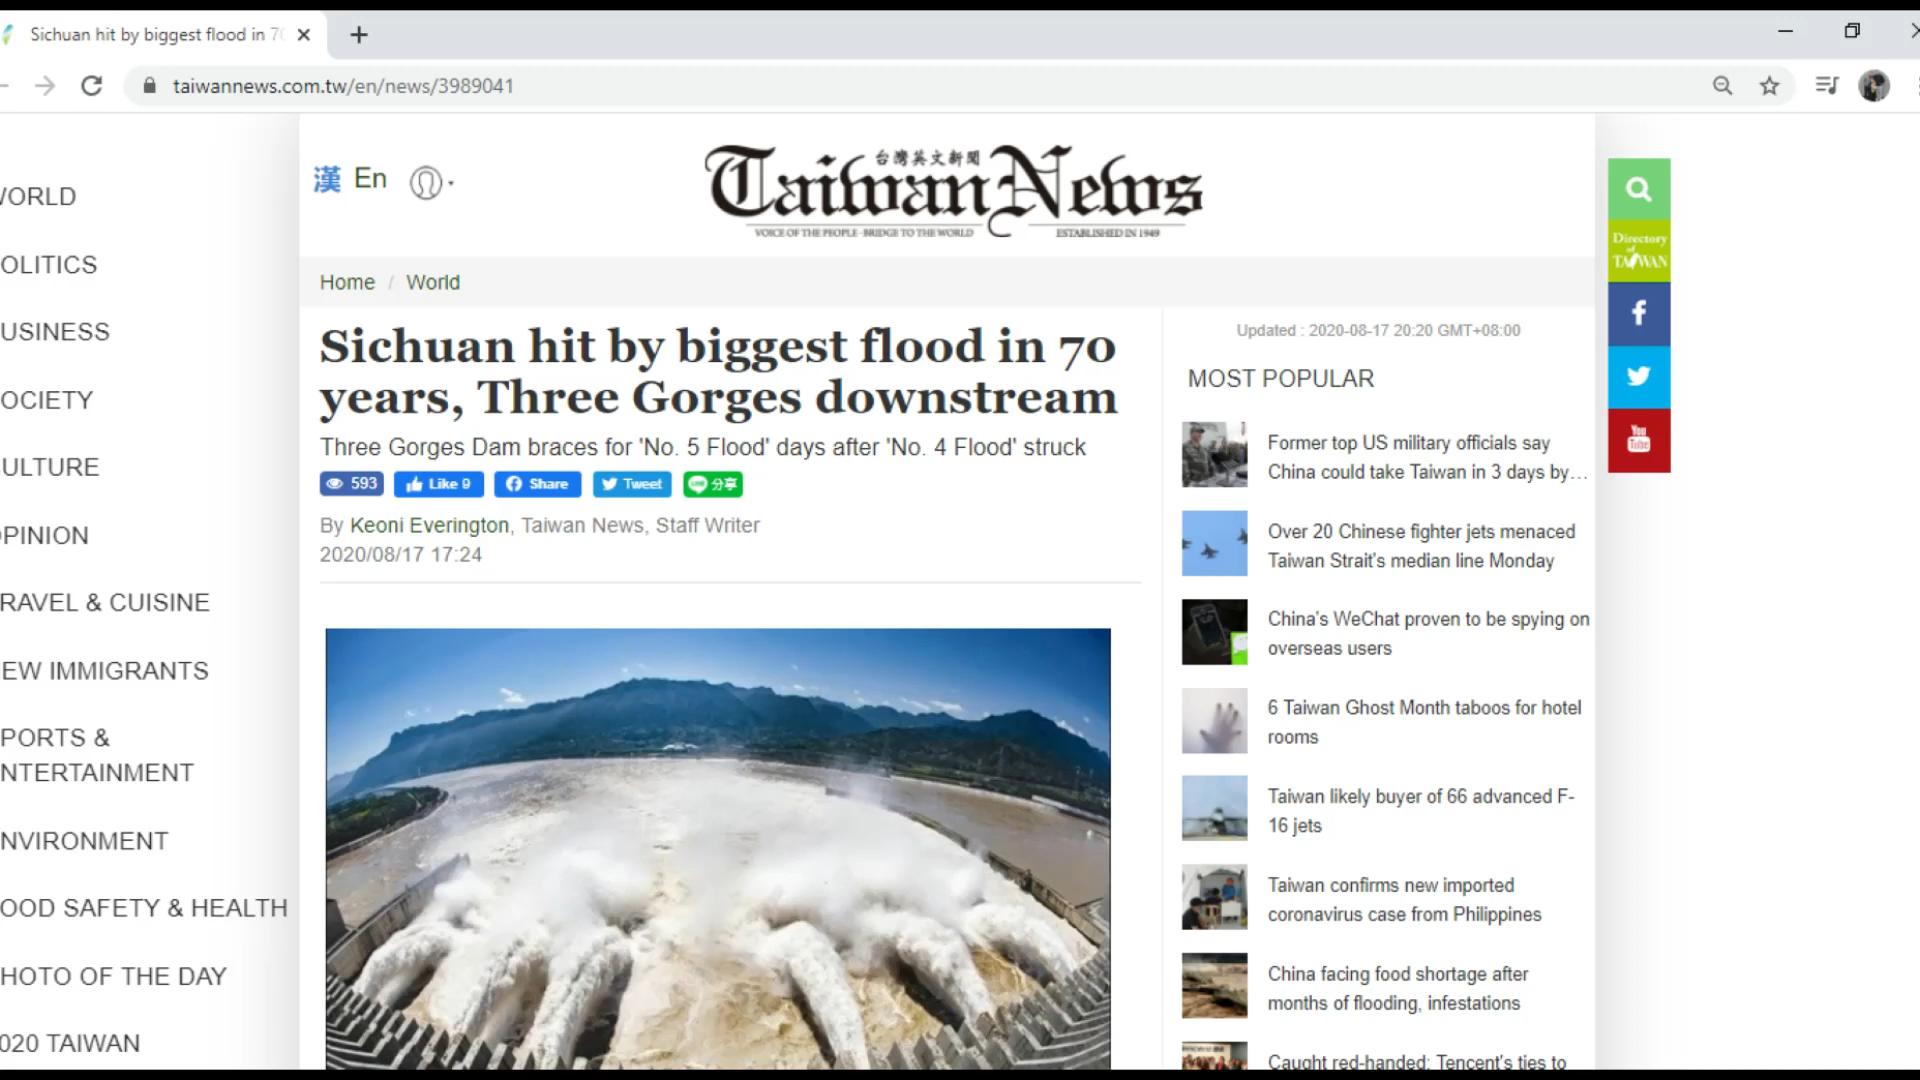 Sichuan hit by biggest flood in 70
taiwannews.com.tw/en/news/3989041
漢 En
台灣英文新聞
Taiwan News
VOICE OF THE PEOPLE · BRIDGE TO THE WORLD
ESTABLISHED IN 1949
ORLD
OLITICS
USINESS
OCIETY
ULTURE
PINION
RAVEL & CUISINE
EW IMMIGRANTS
PORTS &
NTERTAINMENT
NVIRONMENT
OOD SAFETY & HEALTH
HOTO OF THE DAY
020 TAIWAN
Home / World
Sichuan hit by biggest flood in 70
years, Three Gorges downstream
Three Gorges Dam braces for 'No. 5 Flood' days after 'No. 4 Flood' struck
593 Like 9 Share Tweet 分享
By Keoni Everington, Taiwan News, Staff Writer
2020/08/17 17:24
Updated : 2020-08-17 20:20 GMT+08:00
MOST POPULAR
Former top US military officials say
China could take Taiwan in 3 days by…
Over 20 Chinese fighter jets menaced
Taiwan Strait's median line Monday
China's WeChat proven to be spying on
overseas users
6 Taiwan Ghost Month taboos for hotel
rooms
Taiwan likely buyer of 66 advanced F-
16 jets
Taiwan confirms new imported
coronavirus case from Philippines
China facing food shortage after
months of flooding, infestations
Caught red-handed: Tencent's ties to
Directory
of
TAIWAN
You
Tube